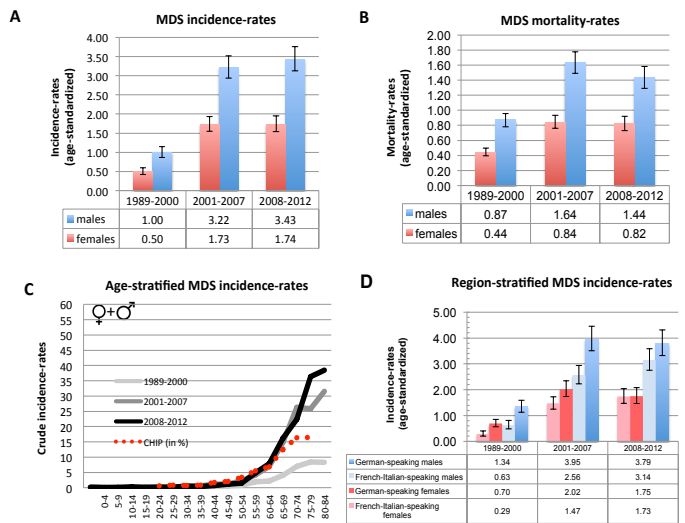 A
MDS incidence-rates
Incidence-rates
(age-standardized)
4.00
3.50
3.00
2.50
2.00
1.50
1.00
0.50
0.00
1989-2000 2001-2007 2008-2012
males 1.00 3.22 3.43
females 0.50 1.73 1.74
B
MDS mortality-rates
Mortality-rates
(age-standardized)
2.00
1.80
1.60
1.40
1.20
1.00
0.80
0.60
0.40
0.20
0.00
1989-2000 2001-2007 2008-2012
males 0.87 1.64 1.44
females 0.44 0.84 0.82
C
Age-stratified MDS incidence-rates
Crude incidence-rates
60
55
50
45
40
35
30
25
20
15
10
5
0
♀+♂
1989-2000
2001-2007
2008-2012
CHIP (in %)
0-4 5-9 10-14 15-19 20-24 25-29 30-34 35-39 40-44 45-49 50-54 55-59 60-64 65-69 70-74 75-79 80-84
D
Region-stratified MDS incidence-rates
Incidence-rates
(age-standardized)
5.00
4.00
3.00
2.00
1.00
0.00
1989-2000 2001-2007 2008-2012
German-speaking males 1.34 3.95 3.79
French-Italian-speaking males 0.63 2.56 3.14
German-speaking females 0.70 2.02 1.75
French-Italian-speaking
females 0.29 1.47 1.73